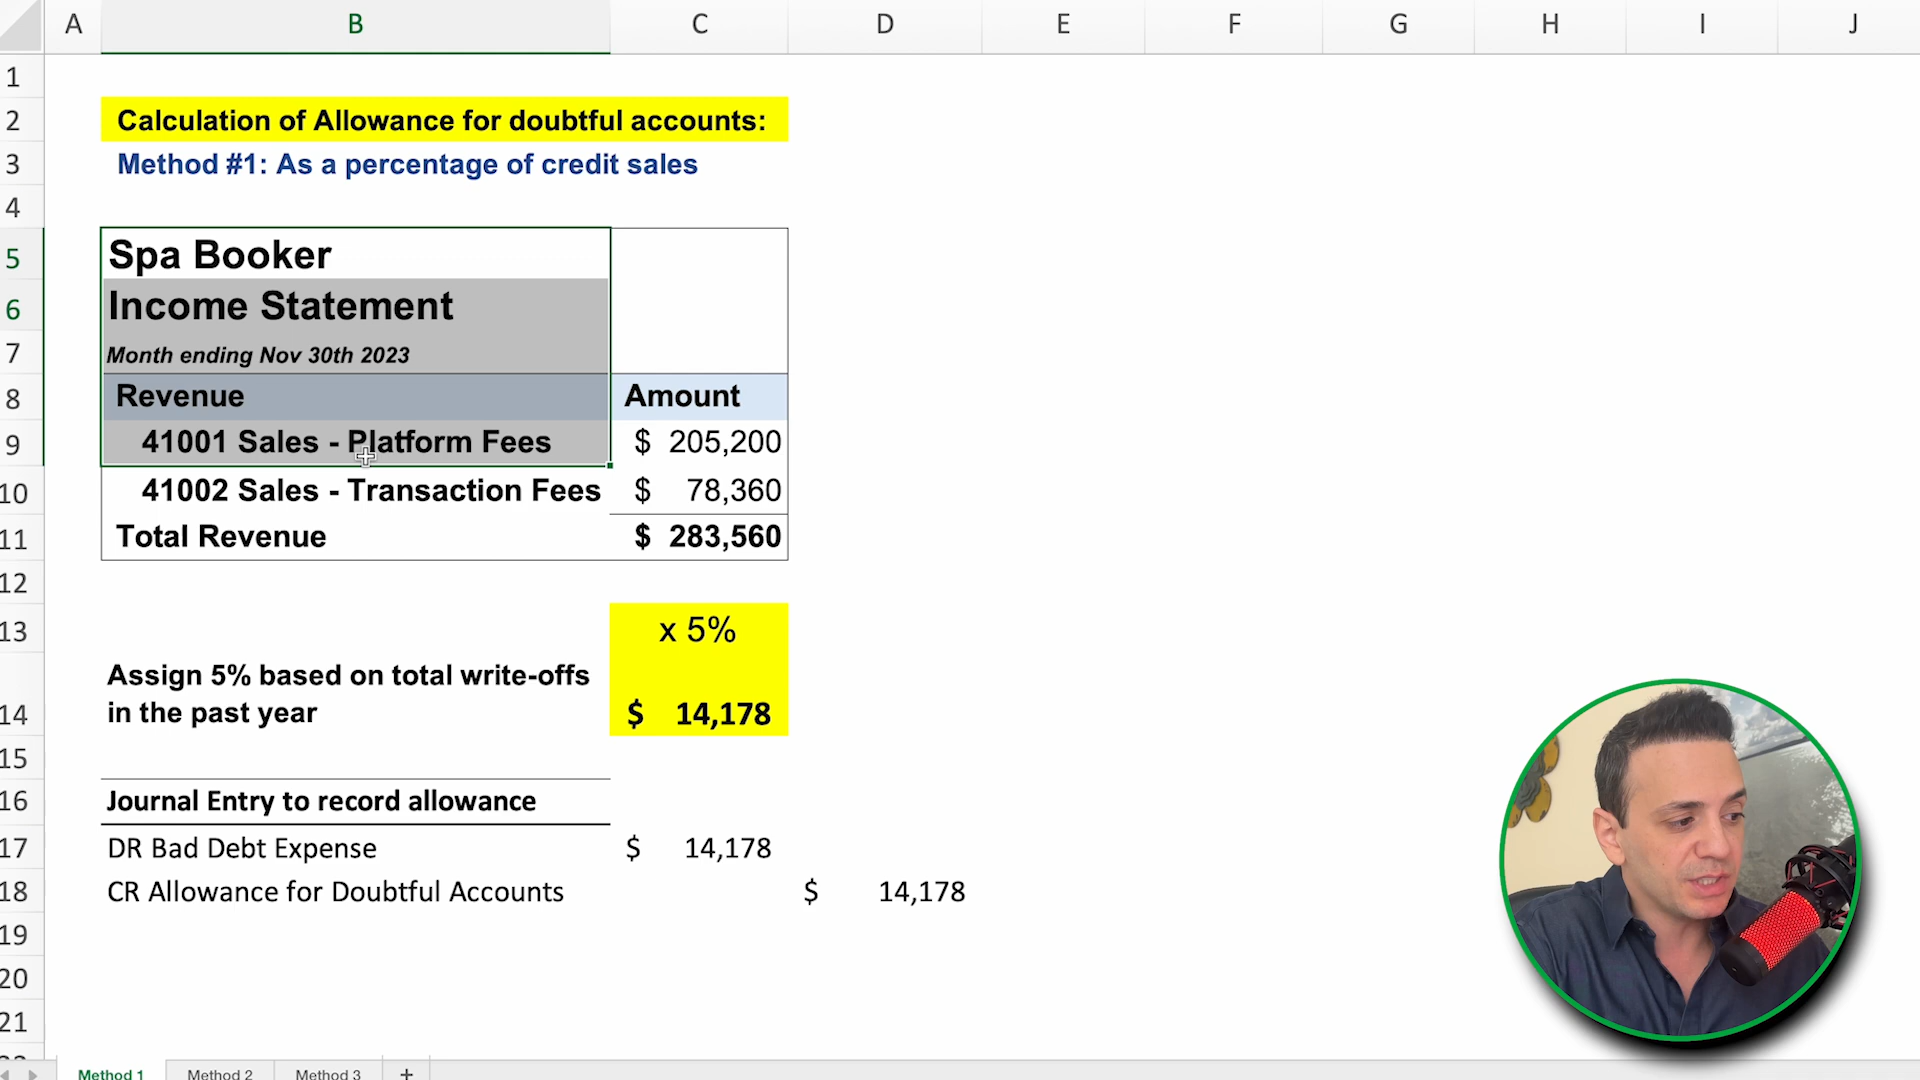 A B C D E F G H I J
1
2 Calculation of Allowance for doubtful accounts:
3 Method #1: As a percentage of credit sales
4
5 Spa Booker
6 Income Statement
7 Month ending Nov 30th 2023
8 Revenue Amount
9 41001 Sales - Platform Fees $ 205,200
10 41002 Sales - Transaction Fees $ 78,360
11 Total Revenue $ 283,560
12
13 x 5%
Assign 5% based on total write-offs
14 in the past year $ 14,178
15
16 Journal Entry to record allowance
17 DR Bad Debt Expense $ 14,178
18 CR Allowance for Doubtful Accounts $ 14,178
19
20
21
Method 1 Method 2 Method 3 +